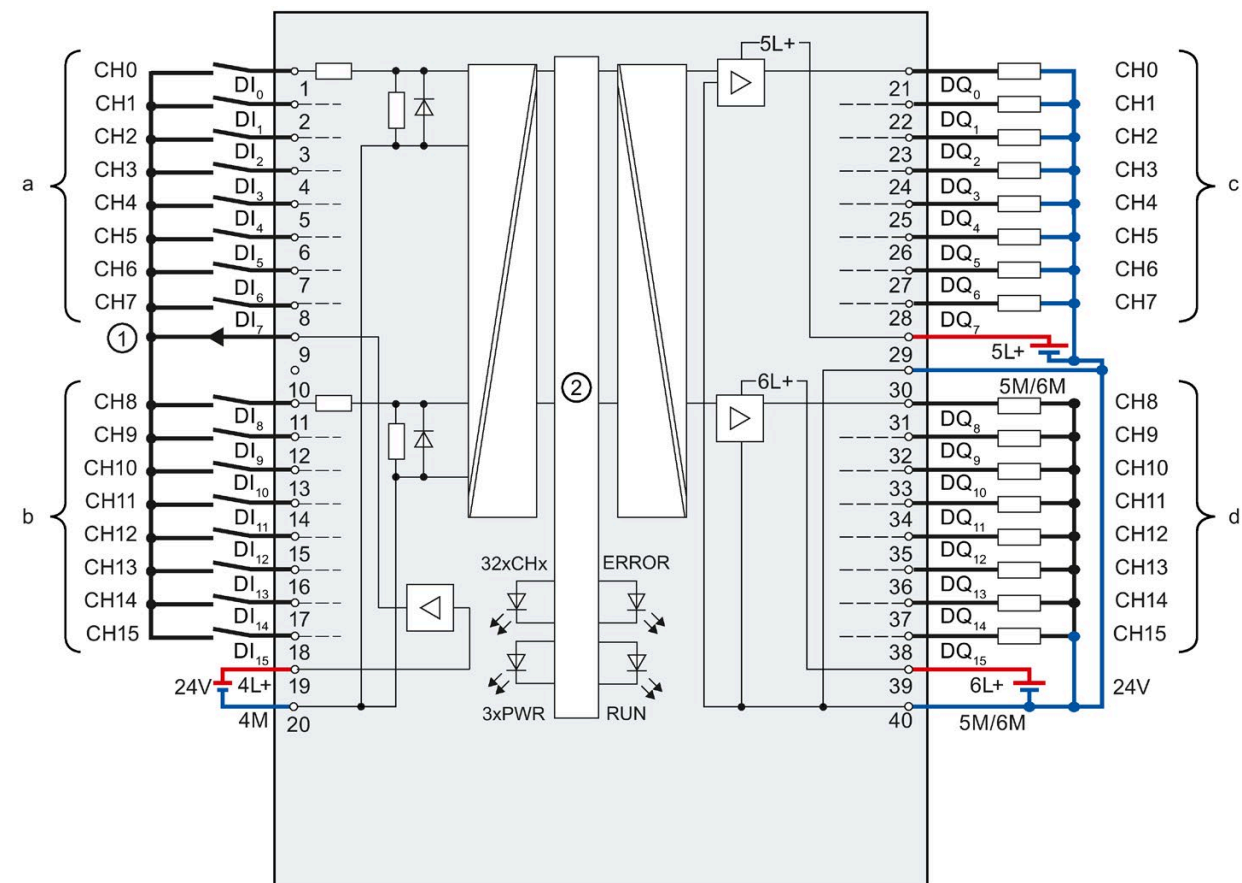 5L+
CH0 DI0 1 21 DQ0 CH0
CH1 DI1 2 22 DQ1 CH1
CH2 DI2 3 23 DQ2 CH2
CH3 DI3 4 24 DQ3 CH3
a c
CH4 DI4 5 25 DQ4 CH4
CH5 DI5 6 26 DQ5 CH5
CH6 DI6 7 27 DQ6 CH6
CH7 DI7 8 28 DQ7 CH7
1 9 29 5L+
10 30 5M/6M
2 6L+
CH8 DI8 11 31 DQ8 CH8
CH9 DI9 12 32 DQ9 CH9
CH10 DI10 13 33 DQ10 CH10
CH11 DI11 14 34 DQ11 CH11
b d
CH12 DI12 15 35 DQ12 CH12
CH13 DI13 16 36 DQ13 CH13
CH14 DI14 17 37 DQ14 CH14
CH15 DI15 18 38 DQ15 CH15
32xCHx ERROR
24V 4L+ 19 39 6L+ 24V
4M 20 3xPWR RUN 40 5M/6M